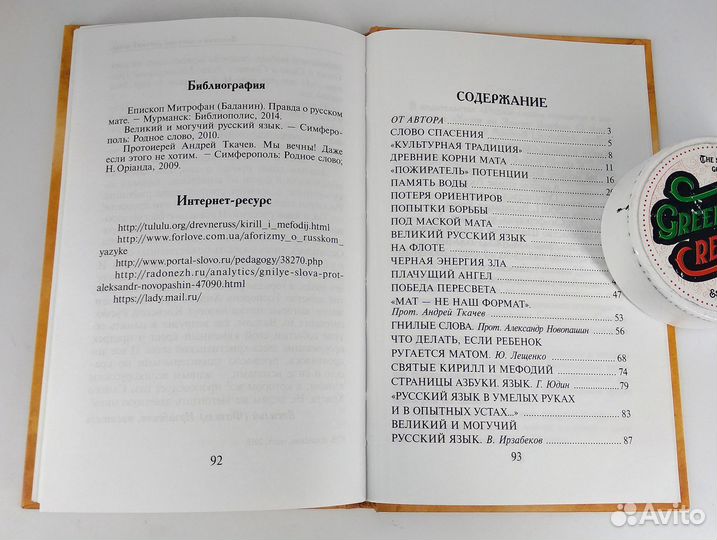 Библиография
Епископ Митрофан (Баданин). Правда о русском
мате. – Мурманск: Библиополис, 2014.
Великий и могучий русский язык. – Симферо-
поль: Родное слово, 2010.
Протоиерей Андрей Ткачев. Мы вечны! Даже
если этого не хотим. – Симферополь: Родное слово;
Н. Орiанда, 2009.
Интернет-ресурс
http://tululu.org/drevneruss/kirill_i_mefodij.html
http://www.forlove.com.ua/aforizmy_o_russkom_
yazyke
http://www.portal-slovo.ru/pedagogy/38270.php
http://radonezh.ru/analytics/gnilye-slova-prot-
aleksandr-novopashin-47090.html
https://lady.mail.ru/
92
СОДЕРЖАНИЕ
ОТ АВТОРА 3
СЛОВО СПАСЕНИЯ 5
«КУЛЬТУРНАЯ ТРАДИЦИЯ» 8
ДРЕВНИЕ КОРНИ МАТА 11
«ПОЖИРАТЕЛЬ» ПОТЕНЦИИ 16
ПАМЯТЬ ВОДЫ
ПОТЕРЯ ОРИЕНТИРОВ
ПОПЫТКИ БОРЬБЫ
ПОД МАСКОЙ МАТА
ВЕЛИКИЙ РУССКИЙ ЯЗЫК
НА ФЛОТЕ
ЧЕРНАЯ ЭНЕРГИЯ ЗЛА
ПЛАЧУЩИЙ АНГЕЛ
ПОБЕДА ПЕРЕСВЕТА 47
«МАТ — НЕ НАШ ФОРМАТ».
Прот. Андрей Ткачев 53
ГНИЛЫЕ СЛОВА. Прот. Александр Новопашин 56
ЧТО ДЕЛАТЬ, ЕСЛИ РЕБЕНОК
РУГАЕТСЯ МАТОМ. Ю. Лещенко 68
СВЯТЫЕ КИРИЛЛ И МЕФОДИЙ 74
СТРАНИЦЫ АЗБУКИ. ЯЗЫК. Г. Юдин 79
«РУССКИЙ ЯЗЫК В УМЕЛЫХ РУКАХ
И В ОПЫТНЫХ УСТАХ...» 83
ВЕЛИКИЙ И МОГУЧИЙ
РУССКИЙ ЯЗЫК. В. Ирзабеков 87
93
THE
GREEN
RE
Avito